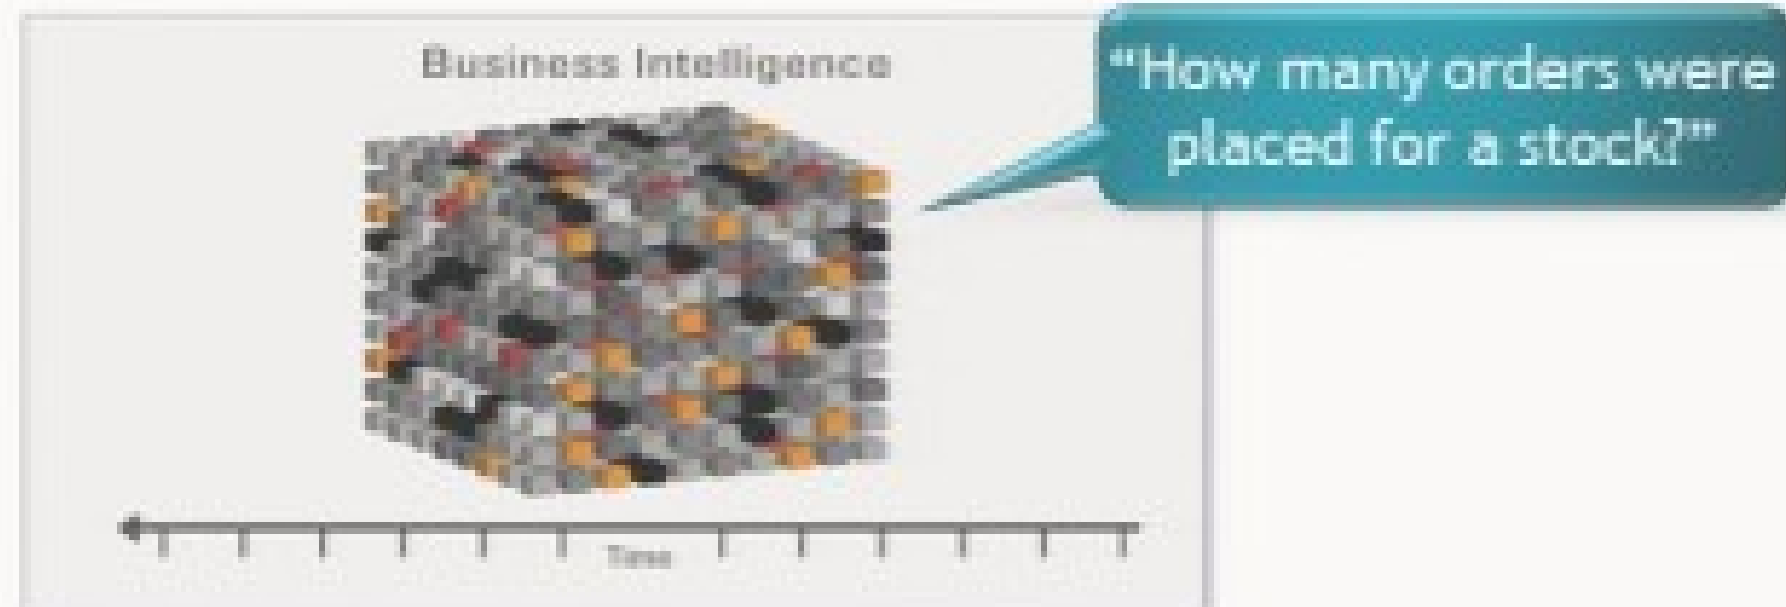 Business Intelligence
“How many orders were
placed for a stock?”
Time